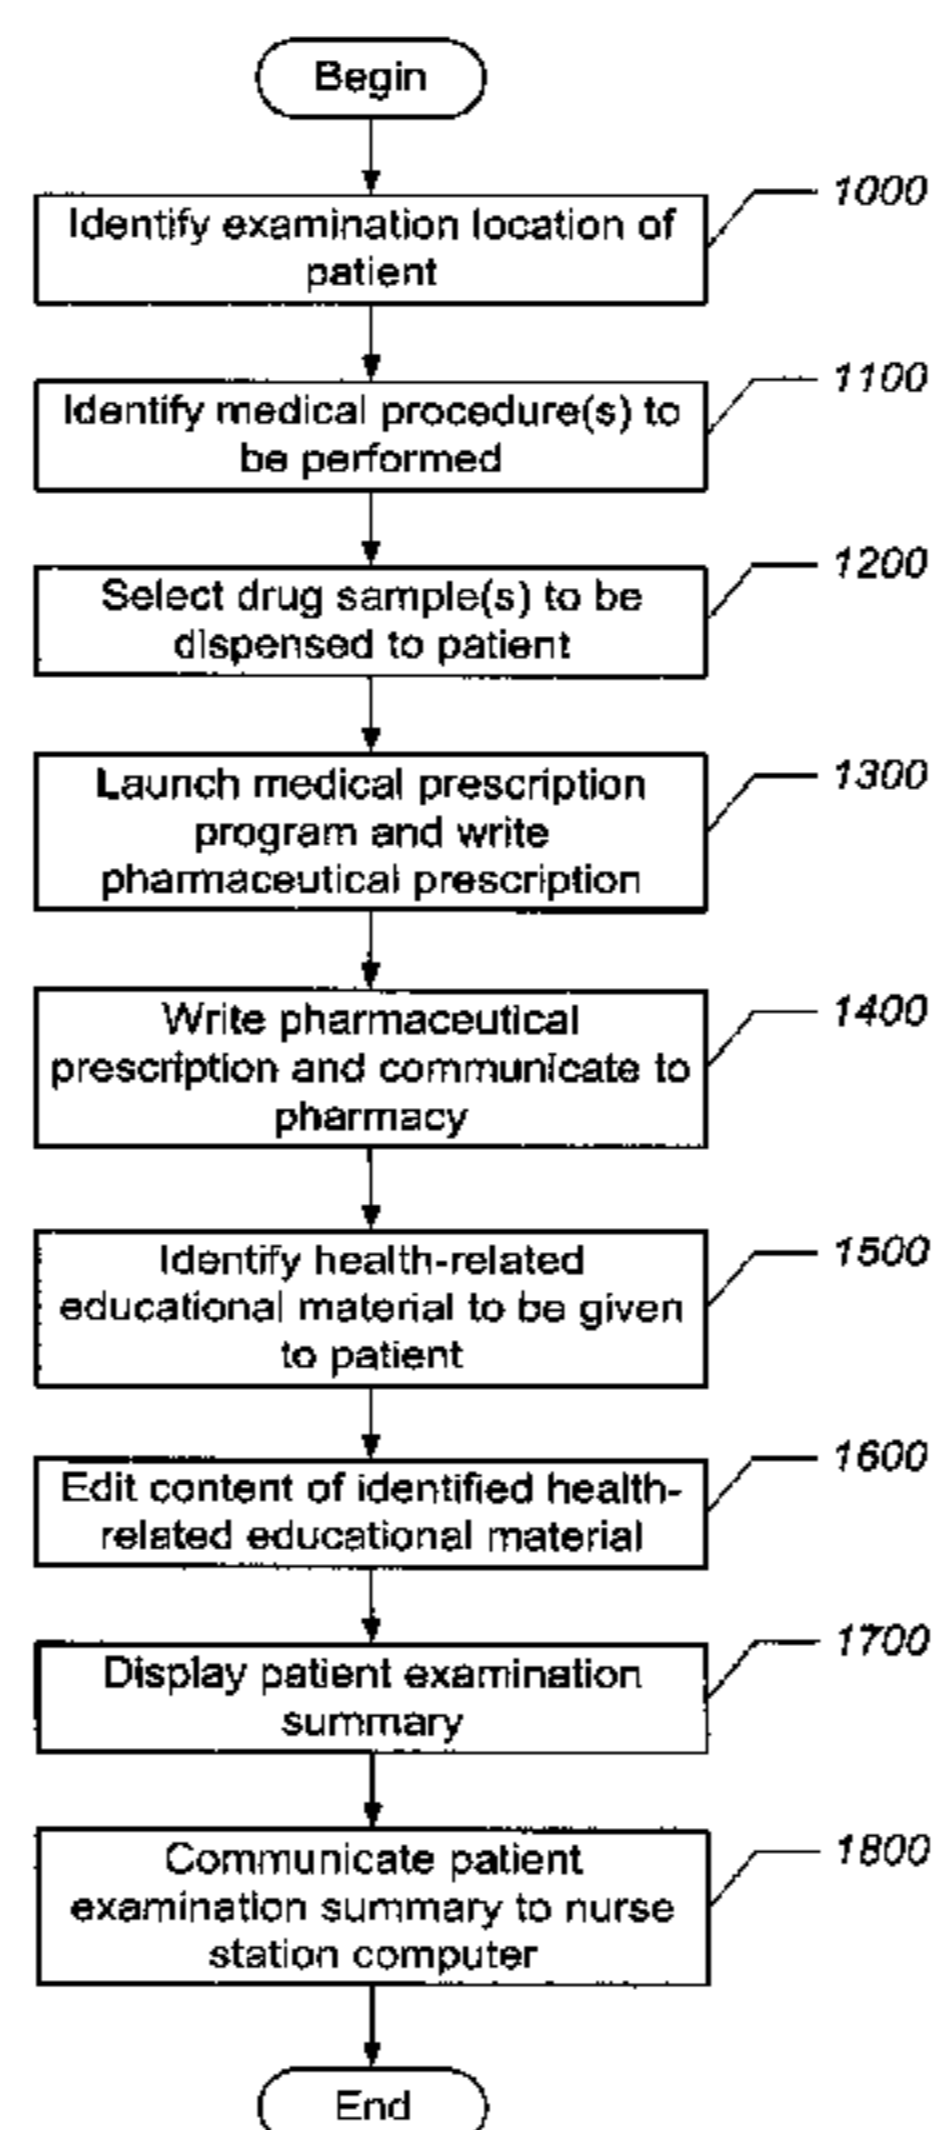 Begin
1000
Identify examination location of
patient
1100
Identify medical procedure(s) to
be performed
1200
Select drug sample(s) to be
dispensed to patient
1300
Launch medical prescription
program and write
pharmaceutical prescription
1400
Write pharmaceutical
prescription and communicate to
pharmacy
1500
Identify health-related
educational material to be given
to patient
1600
Edit content of identified health-
related educational material
1700
Display patient examination
summary
1800
Communicate patient
examination summary to nurse
station computer
End